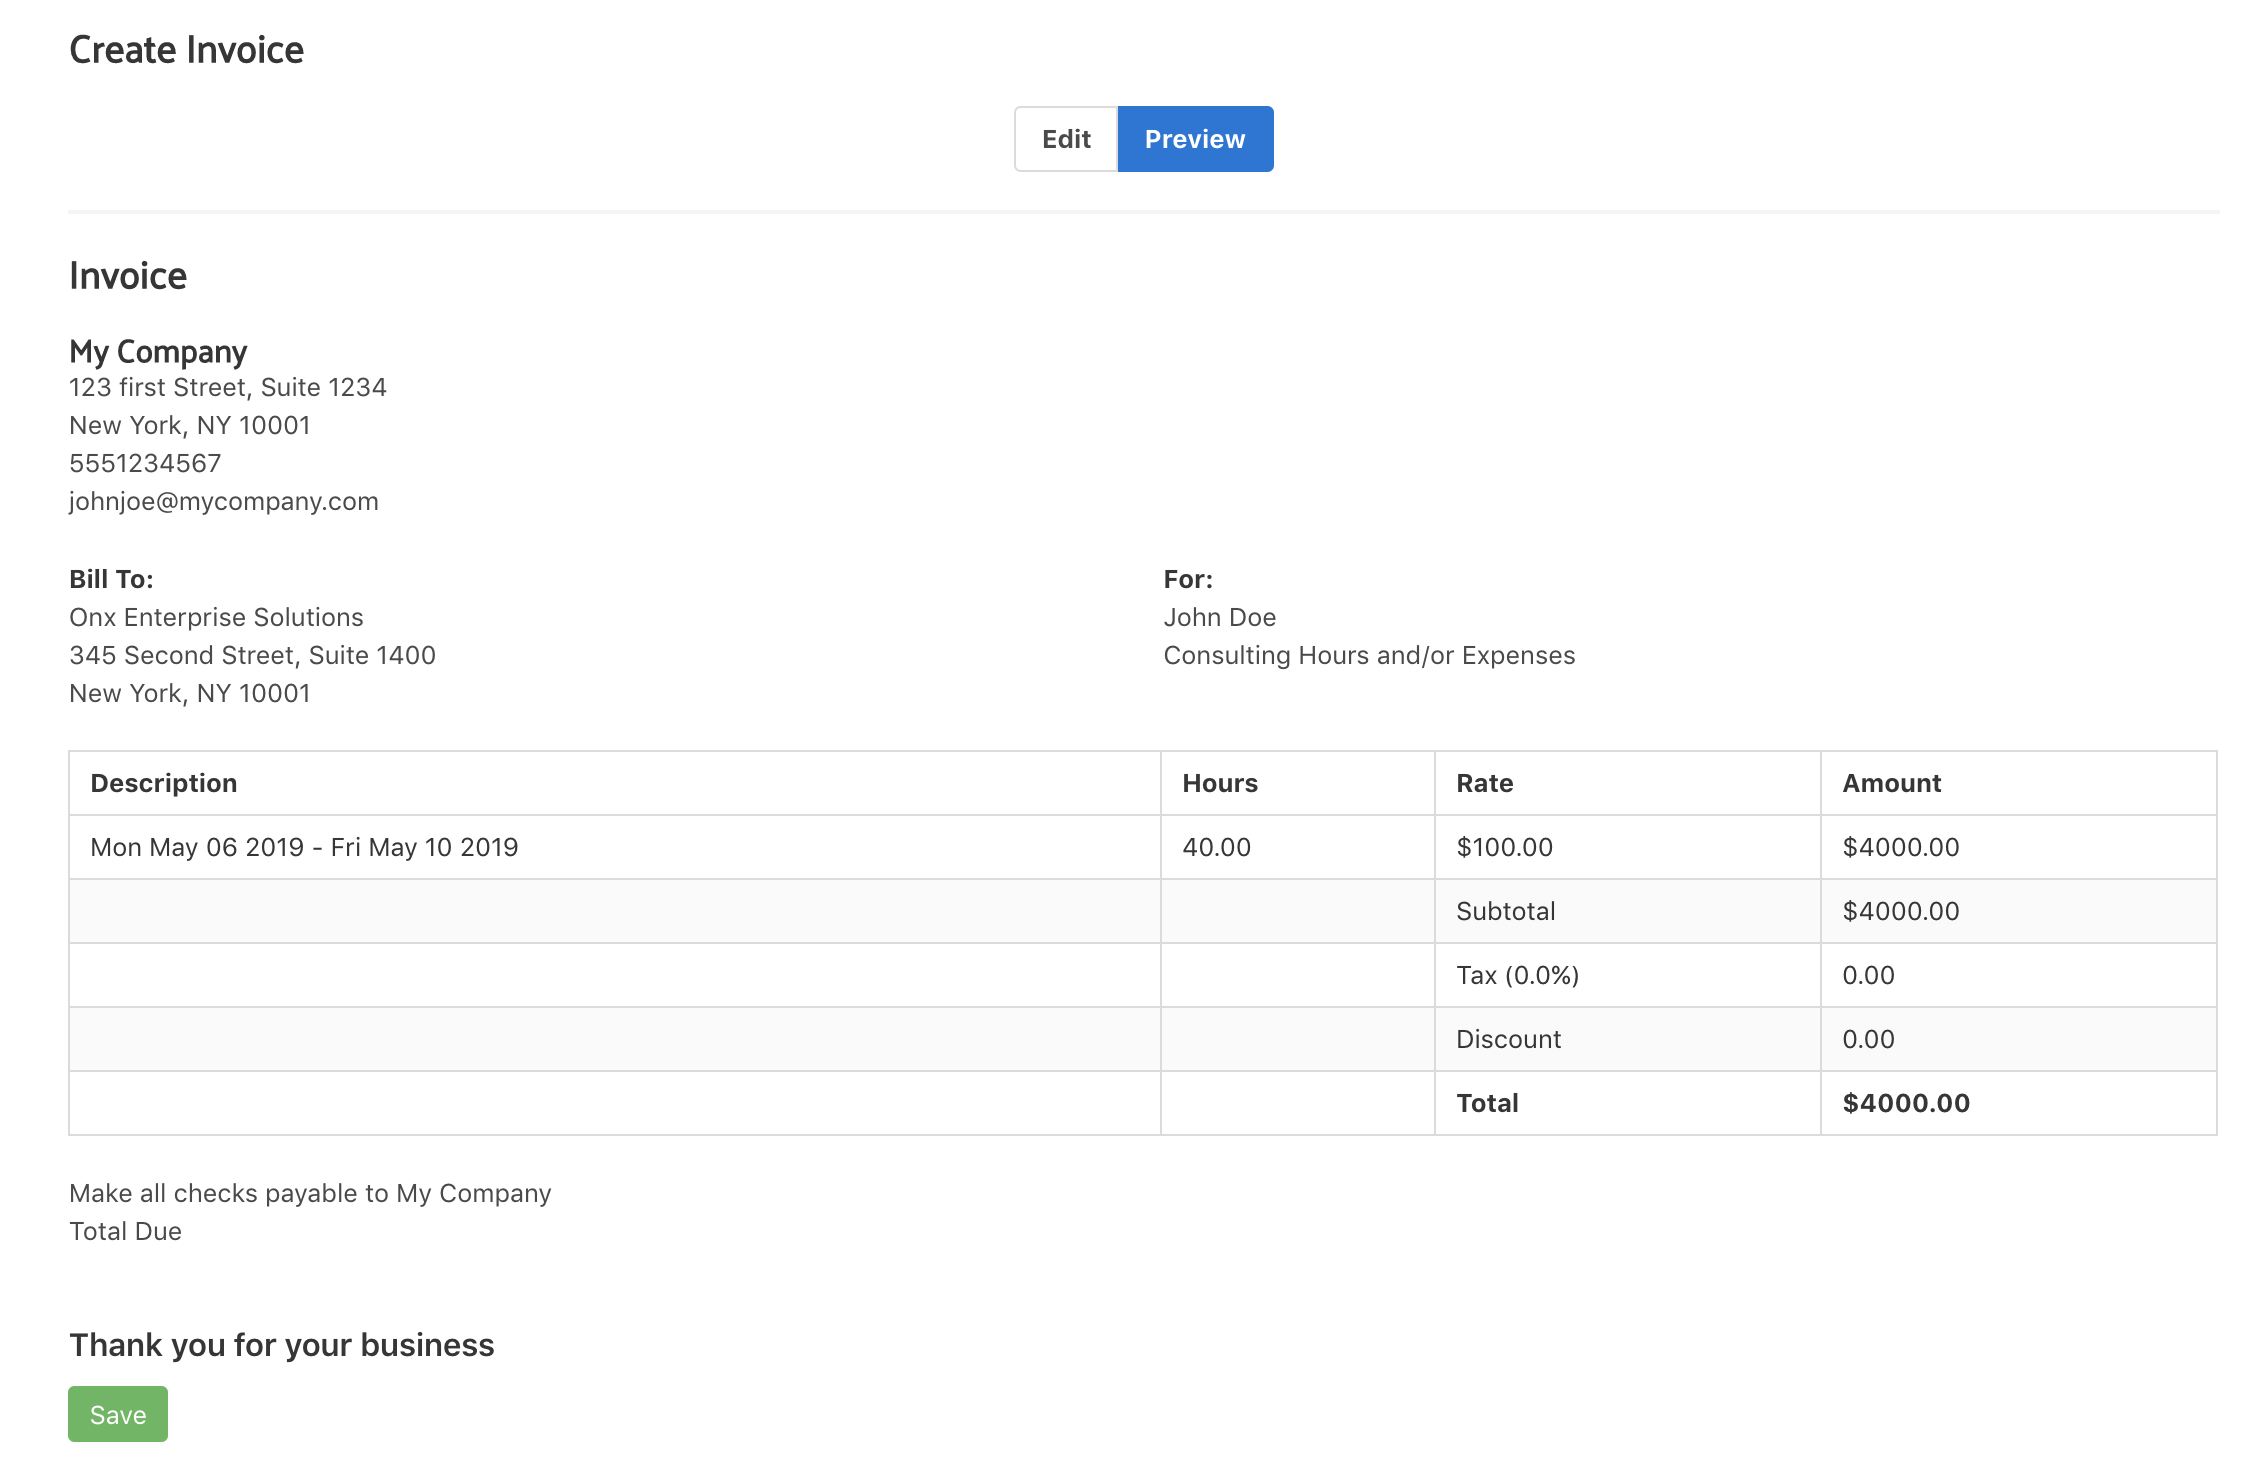 Create Invoice
Edit Preview
Invoice
My Company
123 first Street, Suite 1234
New York, NY 10001
5551234567
johnjoe@mycompany.com
Bill To:
Onx Enterprise Solutions
345 Second Street, Suite 1400
New York, NY 10001
For:
John Doe
Consulting Hours and/or Expenses
Description Hours Rate Amount
Mon May 06 2019 - Fri May 10 2019 40.00 $100.00 $4000.00
Subtotal $4000.00
Tax (0.0%) 0.00
Discount 0.00
Total $4000.00
Make all checks payable to My Company
Total Due
Thank you for your business
Save